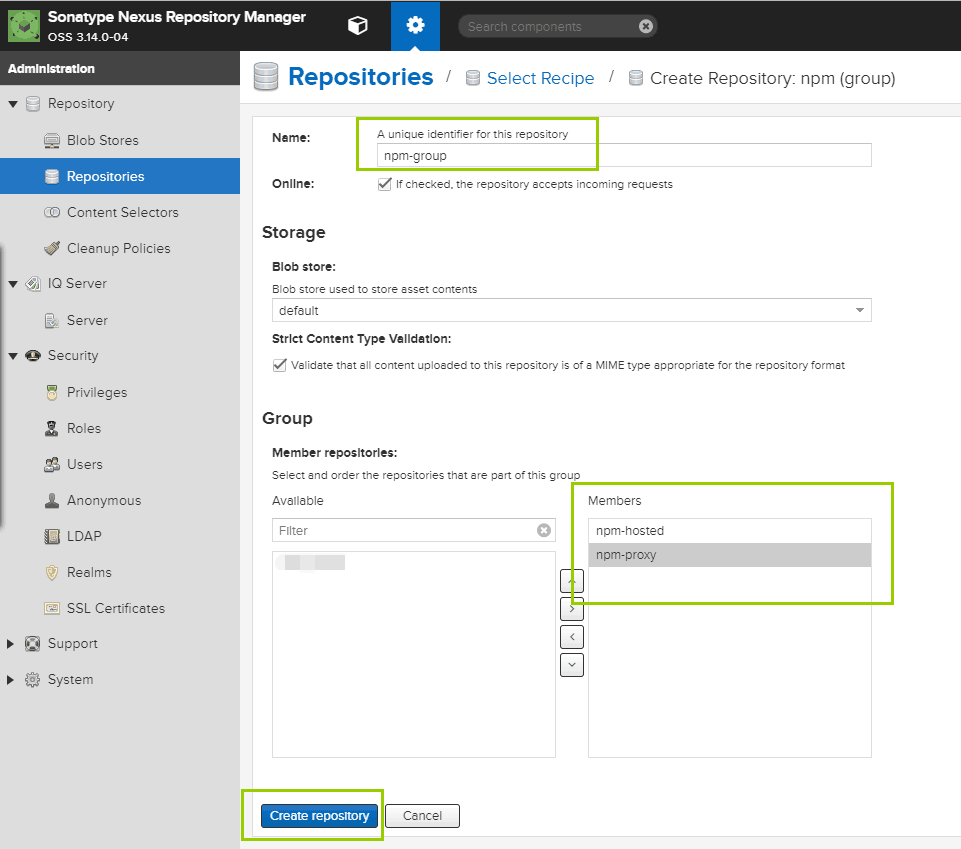 Sonatype Nexus Repository Manager
OSS 3.14.0-04
Search components
Administration
Repository
Blob Stores
Repositories
Content Selectors
Cleanup Policies
IQ Server
Server
Security
Privileges
Roles
Users
Anonymous
LDAP
Realms
SSL Certificates
Support
System
Repositories / Select Recipe / Create Repository: npm (group)
Name: A unique identifier for this repository
npm-group
Online: If checked, the repository accepts incoming requests
Storage
Blob store:
Blob store used to store asset contents
default
Strict Content Type Validation:
Validate that all content uploaded to this repository is of a MIME type appropriate for the repository format
Group
Member repositories:
Select and order the repositories that are part of this group
Available
Filter
Members
npm-hosted
npm-proxy
Create repository Cancel